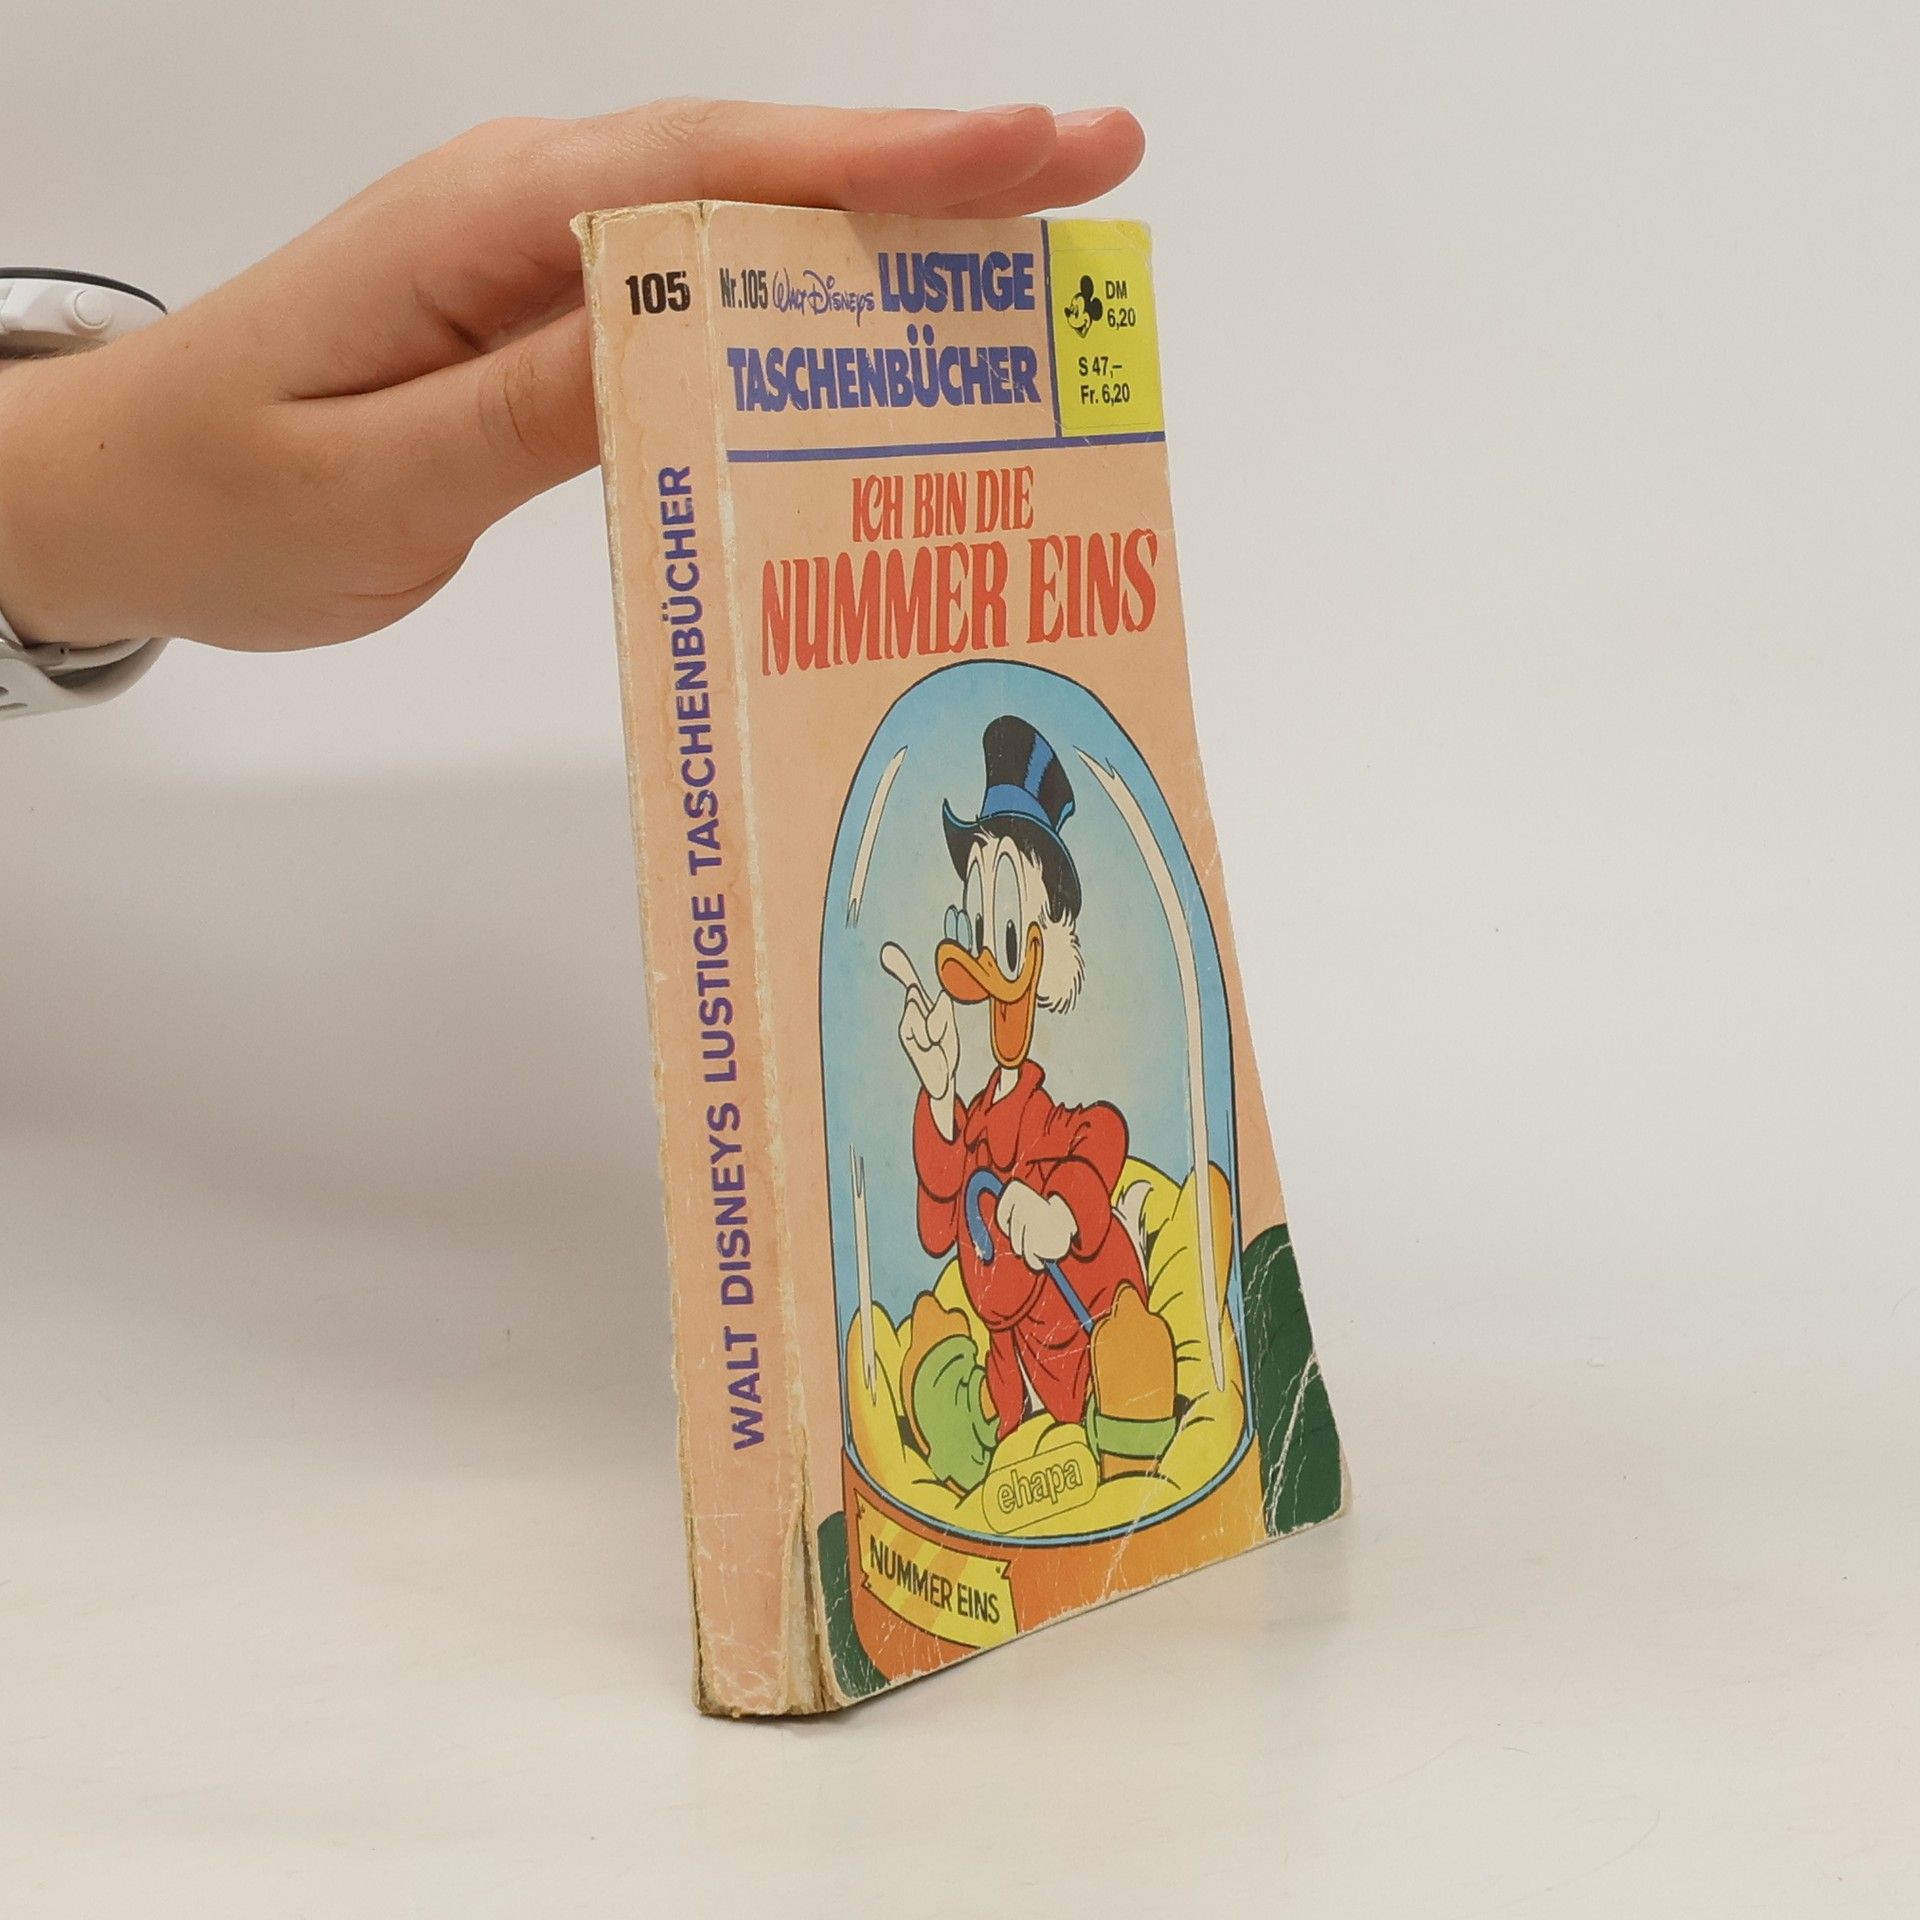 105
WALT DISNEYS LUSTIGE TASCHENBÜCHER
Nr.105 Walt Disneys LUSTIGE
TASCHENBÜCHER
DM
6,20
S 47,–
Fr. 6,20
ICH BIN DIE
NUMMER EINS
ehapa
NUMMER EINS